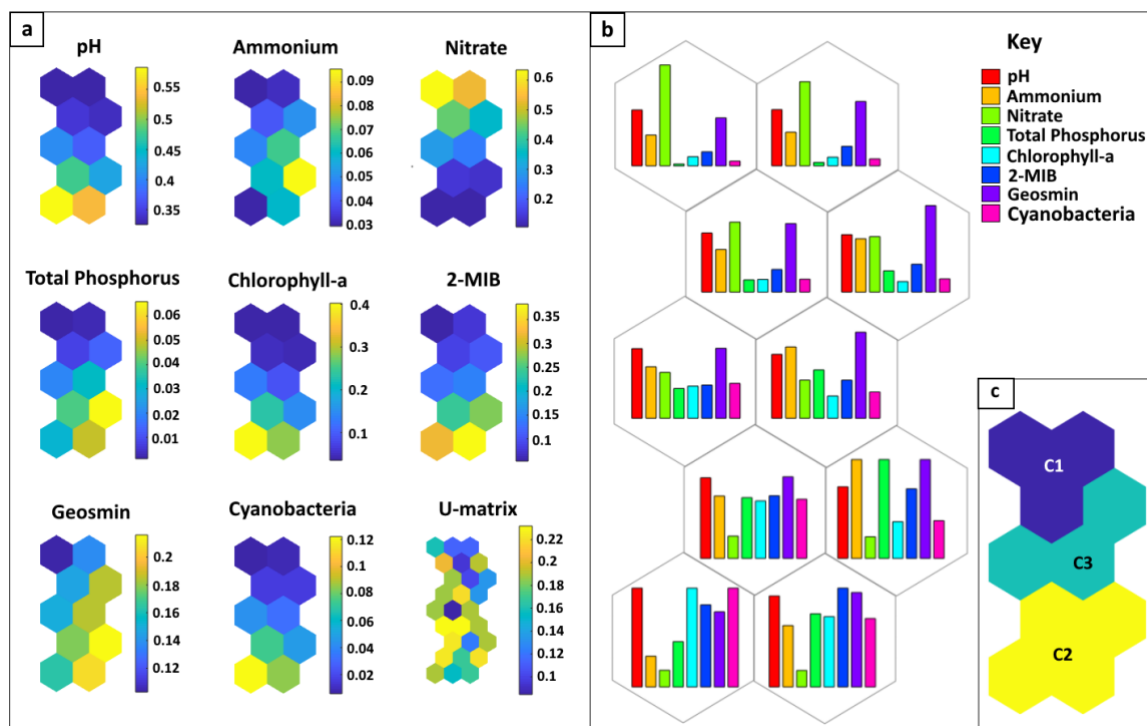 a
pH
0.55
0.5
0.45
0.4
0.35
Ammonium
0.09
0.08
0.07
0.06
0.05
0.04
0.03
Nitrate
0.6
0.5
0.4
0.3
0.2
Total Phosphorus
0.06
0.05
0.04
0.03
0.02
0.01
Chlorophyll-a
0.4
0.3
0.2
0.1
2-MIB
0.35
0.3
0.25
0.2
0.15
0.1
Geosmin
0.2
0.18
0.16
0.14
0.12
Cyanobacteria
0.12
0.10
0.08
0.06
0.04
0.02
U-matrix
0.22
0.2
0.18
0.16
0.14
0.12
0.1
b
Key
pH
Ammonium
Nitrate
Total Phosphorus
Chlorophyll-a
2-MIB
Geosmin
Cyanobacteria
c
C1
C3
C2